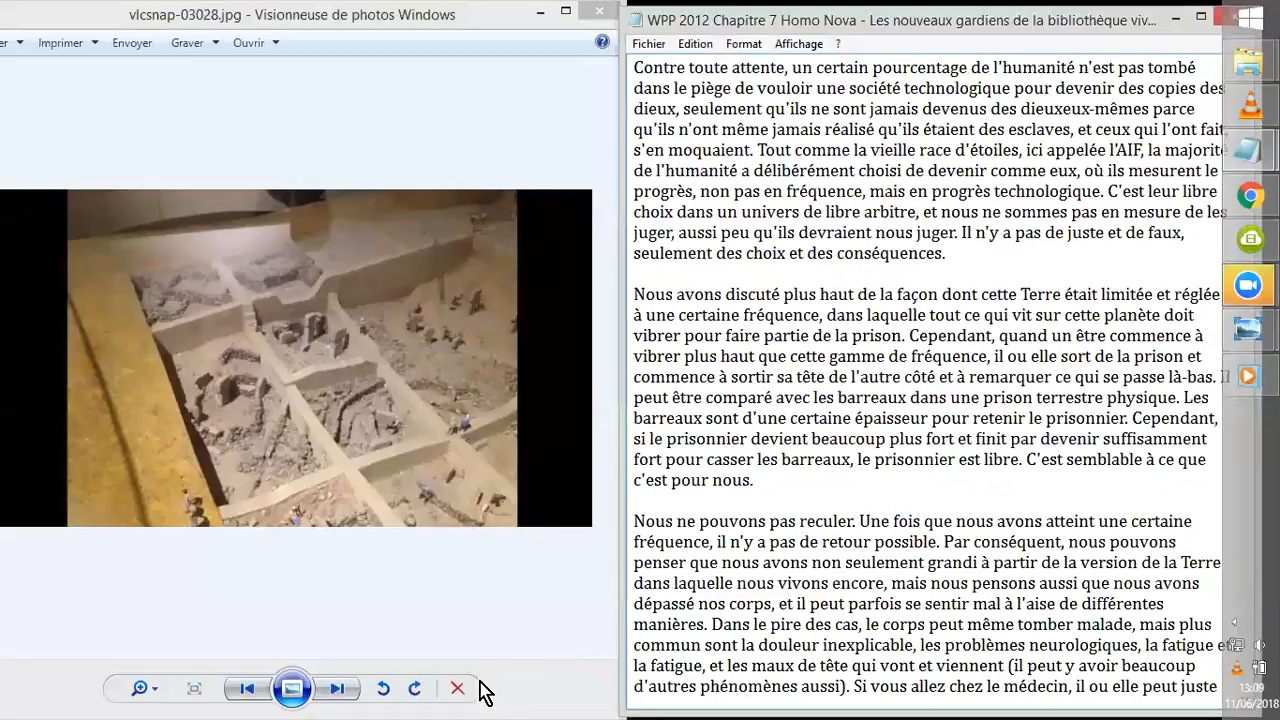 vlcsnap-03028.jpg - Visionneuse de photos Windows
Imprimer Envoyer Graver Ouvrir
WPP 2012 Chapitre 7 Homo Nova - Les nouveaux gardiens de la bibliothèque viv...
Fichier Edition Format Affichage ?
Contre toute attente, un certain pourcentage de l'humanité n'est pas tombé
dans le piège de vouloir une société technologique pour devenir des copies des
dieux, seulement qu'ils ne sont jamais devenus des dieuxeux-mêmes parce
qu'ils n'ont même jamais réalisé qu'ils étaient des esclaves, et ceux qui l'ont fait
s'en moquaient. Tout comme la vieille race d'étoiles, ici appelée l'AIF, la majorité
de l'humanité a délibérément choisi de devenir comme eux, où ils mesurent le
progrès, non pas en fréquence, mais en progrès technologique. C'est leur libre
choix dans un univers de libre arbitre, et nous ne sommes pas en mesure de les
juger, aussi peu qu'ils devraient nous juger. Il n'y a pas de juste et de faux,
seulement des choix et des conséquences.
Nous avons discuté plus haut de la façon dont cette Terre était limitée et réglée
à une certaine fréquence, dans laquelle tout ce qui vit sur cette planète doit
vibrer pour faire partie de la prison. Cependant, quand un être commence à
vibrer plus haut que cette gamme de fréquence, il ou elle sort de la prison et
commence à sortir sa tête de l'autre côté et à remarquer ce qui se passe là-bas.
peut être comparé avec les barreaux dans une prison terrestre physique. Les
barreaux sont d'une certaine épaisseur pour retenir le prisonnier. Cependant,
si le prisonnier devient beaucoup plus fort et finit par devenir suffisamment
fort pour casser les barreaux, le prisonnier est libre. C'est semblable à ce que
c'est pour nous.
Nous ne pouvons pas reculer. Une fois que nous avons atteint une certaine
fréquence, il n'y a pas de retour possible. Par conséquent, nous pouvons
penser que nous avons non seulement grandi à partir de la version de la Terre
dans laquelle nous vivons encore, mais nous pensons aussi que nous avons
dépassé nos corps, et il peut parfois se sentir mal à l'aise de différentes
manières. Dans le pire des cas, le corps peut même tomber malade, mais plus
commun sont la douleur inexplicable, les problèmes neurologiques, la fatigue et
la fatigue, et les maux de tête qui vont et viennent (il peut y avoir beaucoup
d'autres phénomènes aussi). Si vous allez chez le médecin, il ou elle peut juste
13:09
11/06/2018